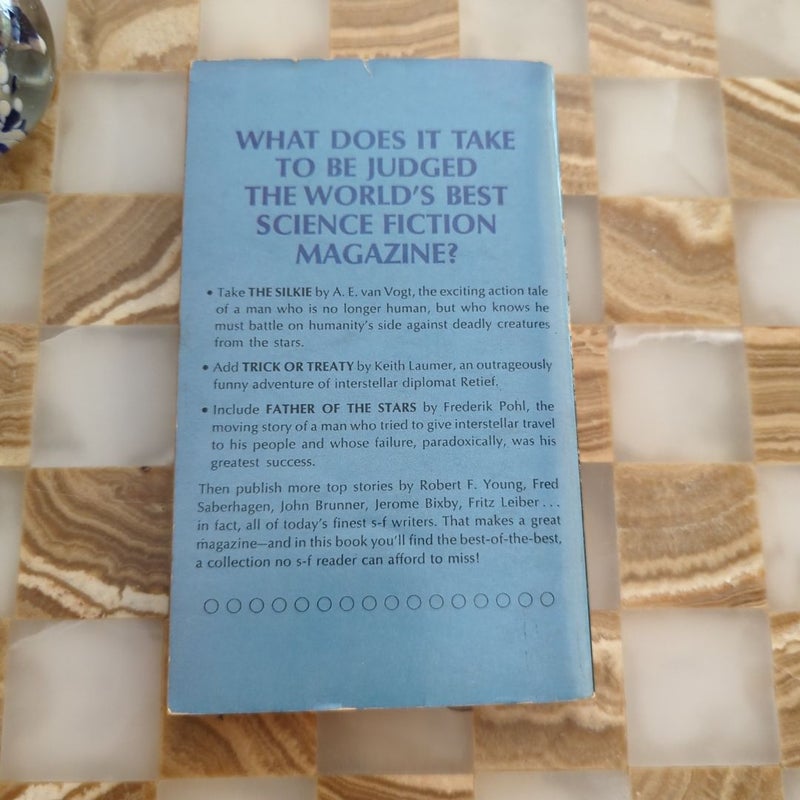 WHAT DOES IT TAKE
TO BE JUDGED
THE WORLD'S BEST
SCIENCE FICTION
MAGAZINE?
• Take THE SILKIE by A. E. van Vogt, the exciting action tale
of a man who is no longer human, but who knows he
must battle on humanity's side against deadly creatures
from the stars.
• Add TRICK OR TREATY by Keith Laumer, an outrageously
funny adventure of interstellar diplomat Retief.
• Include FATHER OF THE STARS by Frederik Pohl, the
moving story of a man who tried to give interstellar travel
to his people and whose failure, paradoxically, was his
greatest success.
Then publish more top stories by Robert F. Young, Fred
Saberhagen, John Brunner, Jerome Bixby, Fritz Leiber . . .
in fact, all of today's finest s-f writers. That makes a great
magazine—and in this book you'll find the best-of-the-best,
a collection no s-f reader can afford to miss!